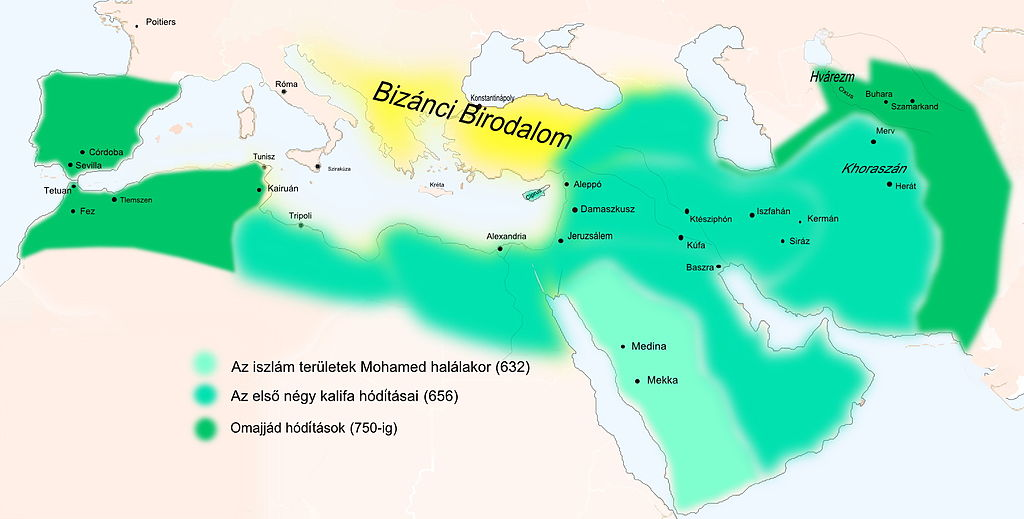 Poitiers
Róma
Konstantinápoly
Bizánci Birodalom
Hvárezm
Oxus
Buhara
Szamarkand
Merv
Khoraszán
Herát
Córdoba
Sevilla
Tunisz
Szirakúza
Tetuan
Tlemszen
Kairuán
Fez
Kréta
Ciprus
Aleppó
Tripoli
Damaszkusz
Ktésziphón
Iszfahán
Kermán
Alexandria
Jeruzsálem
Kúfa
Siráz
Baszra
Medina
Mekka
Az iszlám területek Mohamed halálakor (632)
Az első négy kalifa hódításai (656)
Omajjád hódítások (750-ig)